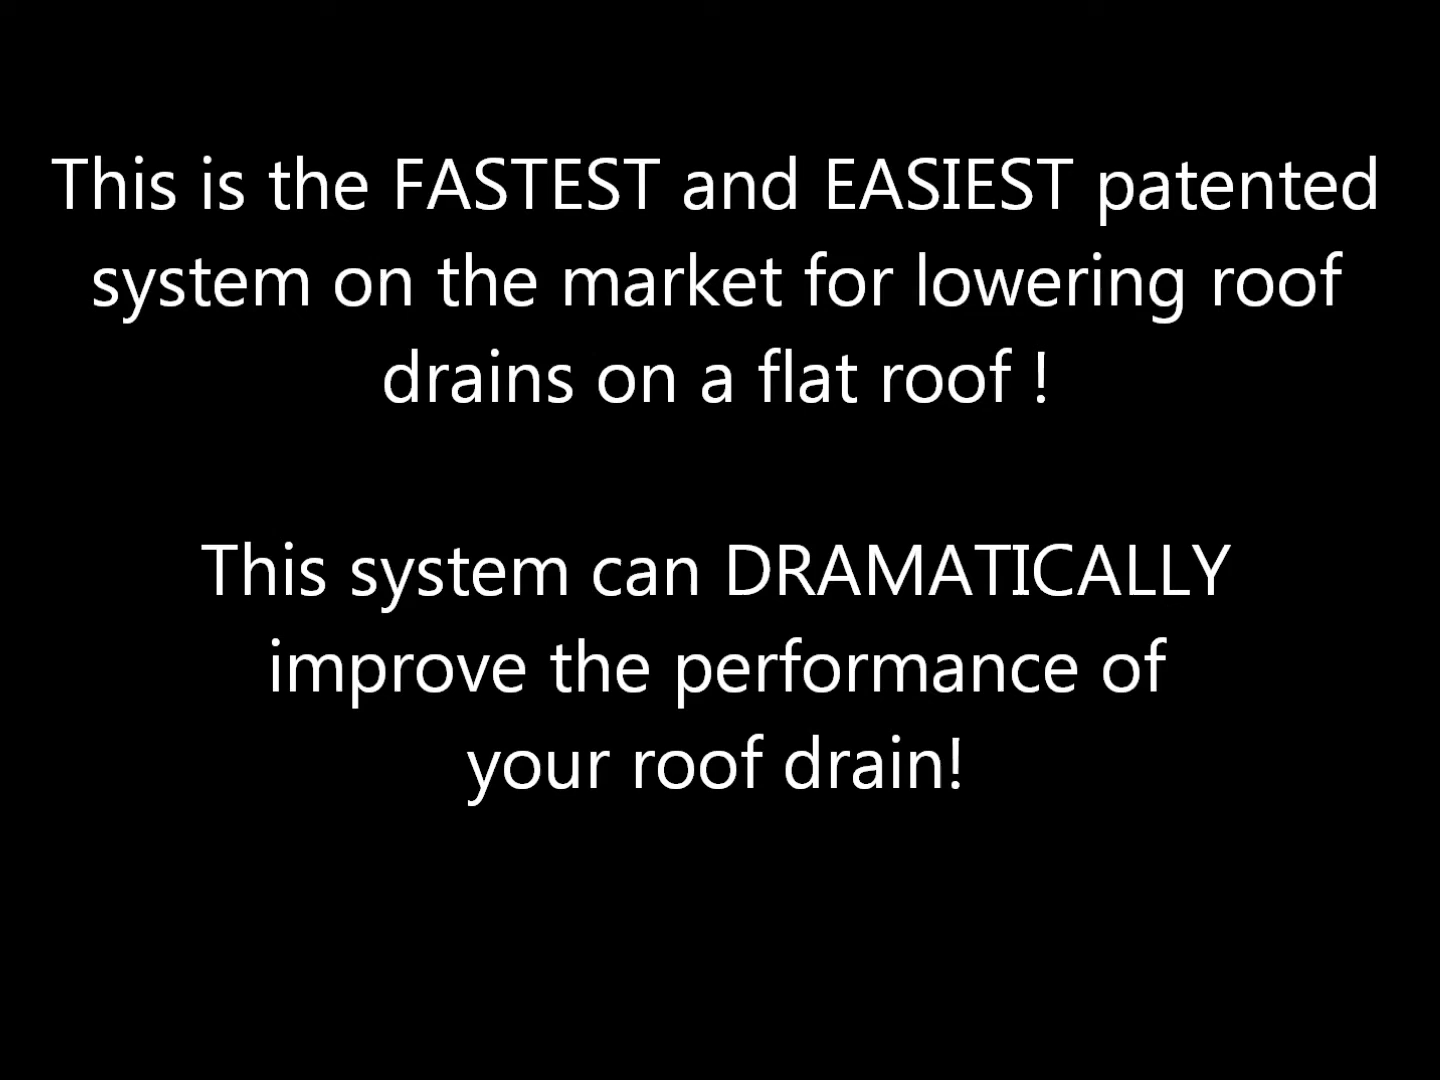 This is the FASTEST and EASIEST patented
system on the market for lowering roof
drains on a flat roof !
This system can DRAMATICALLY
improve the performance of
your roof drain!